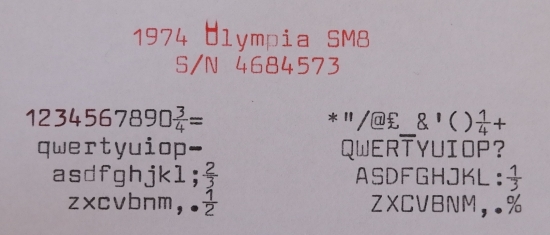 1974 Olympia SM8
S/N 4684573
1234567890¾=
qwertyuiop-
asdfghjkl;⅔
zxcvbnm,.½
*"/@£_&'()¼+
QWERTYUIOP?
ASDFGHJKL:⅓
ZXCVBNM,.%